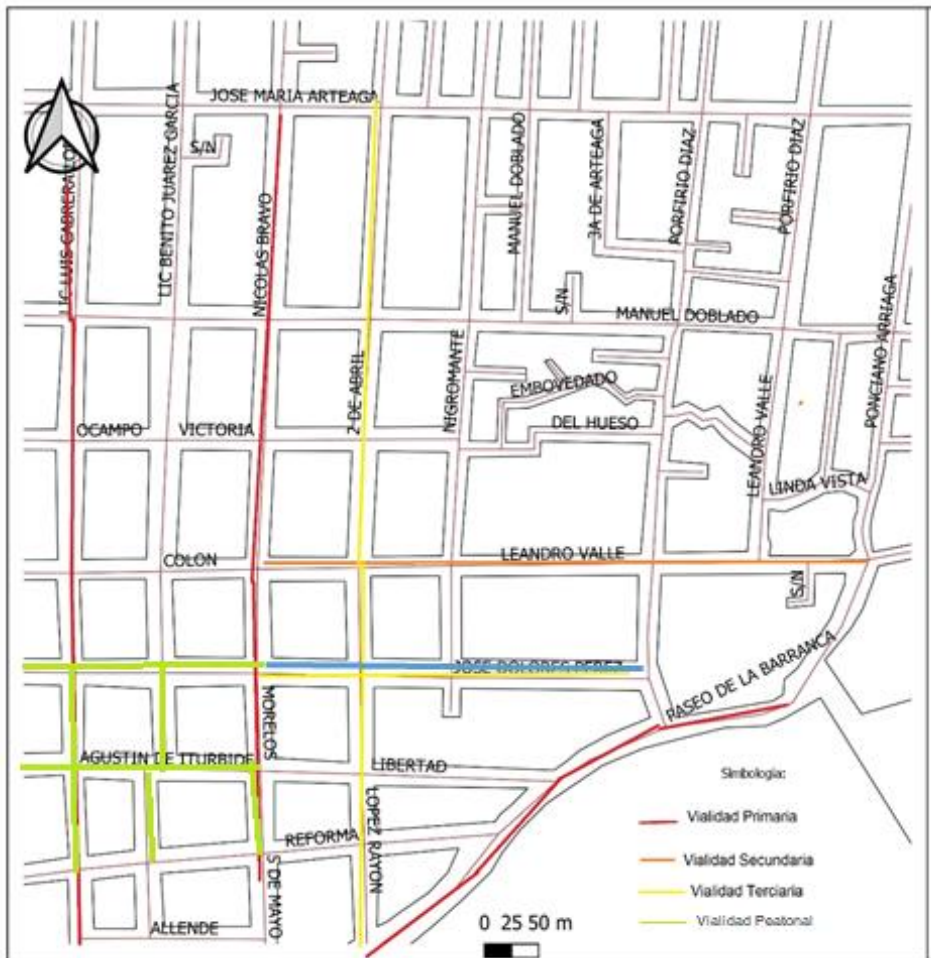 JOSE MARIA ARTEAGA
LIC LUIS CABRERA
LIC BENITO JUAREZ GARCIA
S/N
NICOLAS BRAVO
MANUEL DOBLADO
3A DE ARTEAGA
PORFIRIO DIAZ
PORFIRIO DIAZ
S/N
MANUEL DOBLADO
PONCIANO ARRIAGA
2 DE ABRIL
NIGROMANTE
EMBOVEDADO
DEL HUESO
LEANDRO VALLE
OCAMPO
VICTORIA
LINDA VISTA
COLON
LEANDRO VALLE
S/N
JOSE DOLORES PEREZ
PASEO DE LA BARRANCA
MORELOS
AGUSTIN DE ITURBIDE
LIBERTAD
REFORMA
LOPEZ RAYON
5 DE MAYO
ALLENDE
Simbologia:
Vialidad Primaria
Vialidad Secundaria
Vialidad Terciaria
Vialidad Peatonal
0 25 50 m